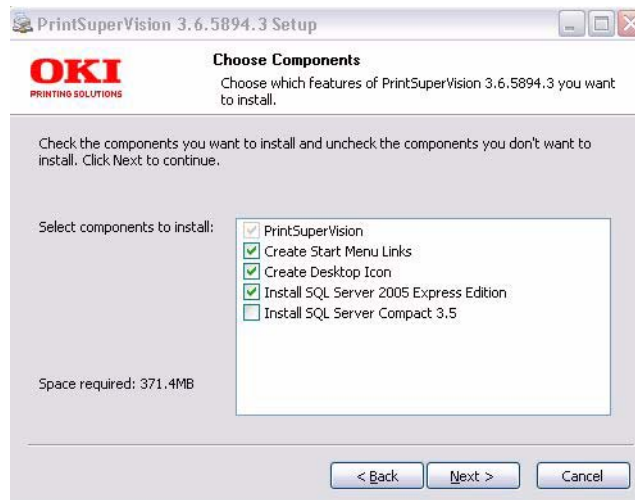 PrintSuperVision 3.6.5894.3 Setup
OKI
PRINTING SOLUTIONS
Choose Components
Choose which features of PrintSuperVision 3.6.5894.3 you want
to install.
Check the components you want to install and uncheck the components you don't want to
install. Click Next to continue.
Select components to install:
PrintSuperVision
Create Start Menu Links
Create Desktop Icon
Install SQL Server 2005 Express Edition
Install SQL Server Compact 3.5
Space required: 371.4MB
< Back
Next >
Cancel